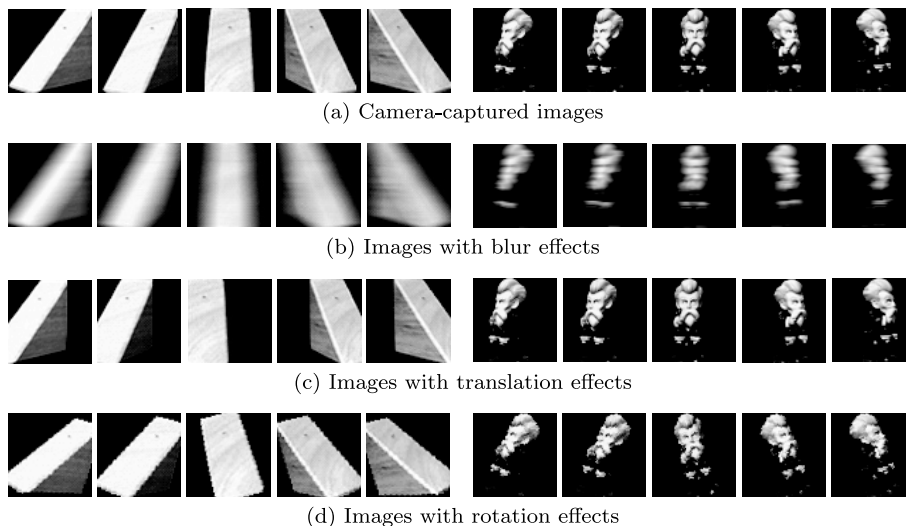 (a) Camera-captured images
(b) Images with blur effects
(c) Images with translation effects
(d) Images with rotation effects